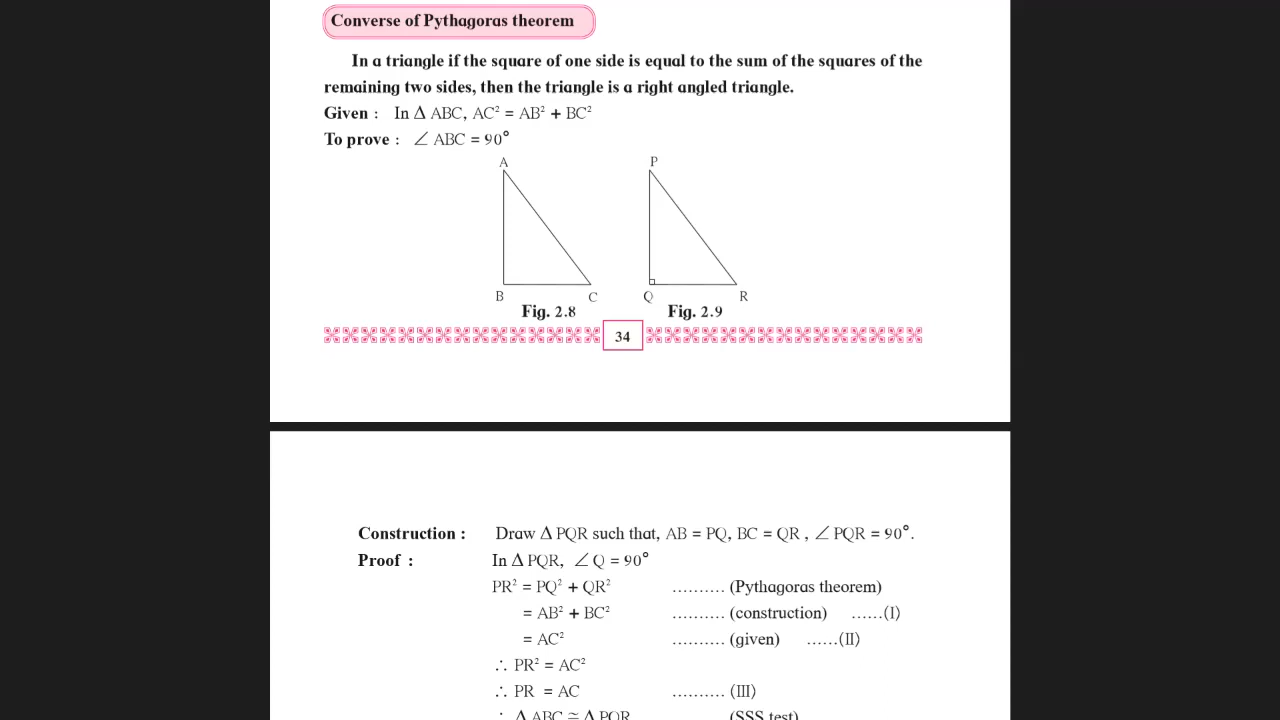 Converse of Pythagoras theorem
In a triangle if the square of one side is equal to the sum of the squares of the
remaining two sides, then the triangle is a right angled triangle.
Given : In Δ ABC, AC² = AB² + BC²
To prove : ∠ ABC = 90°
A P
B C Q R
Fig. 2.8 Fig. 2.9
34
Construction : Draw Δ PQR such that, AB = PQ, BC = QR , ∠ PQR = 90°.
Proof : In Δ PQR, ∠ Q = 90°
PR² = PQ² + QR² .......... (Pythagoras theorem)
= AB² + BC² .......... (construction) ......(I)
= AC² .......... (given) ......(II)
∴ PR² = AC²
∴ PR = AC .......... (III)
∴ Δ ABC ≅ Δ PQR .......... (SSS test)